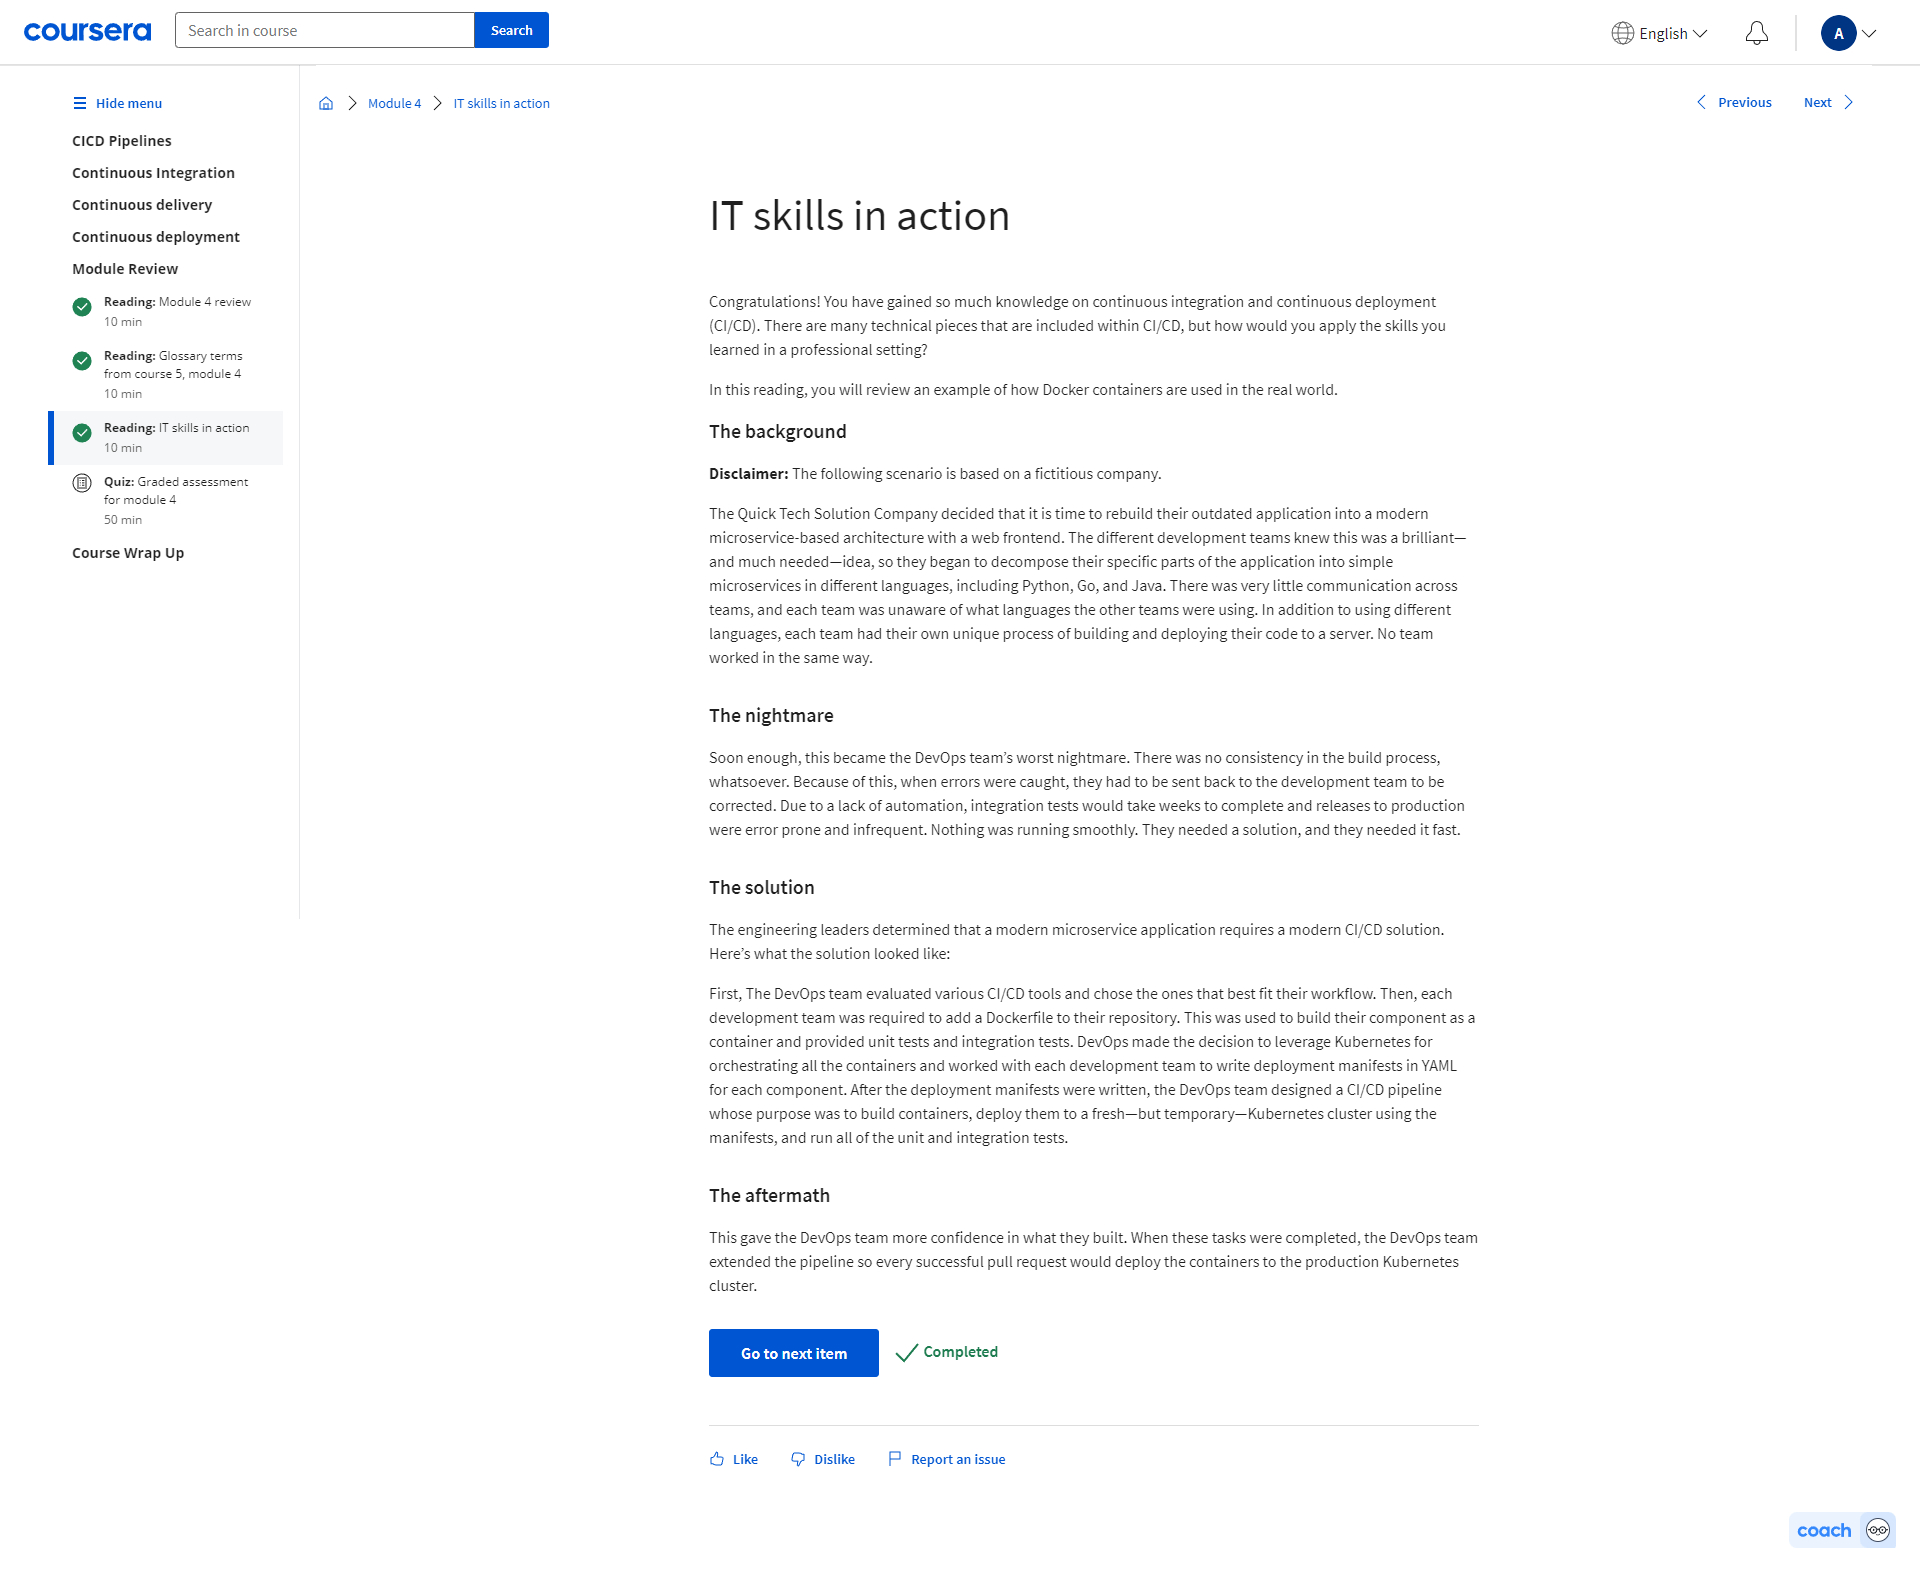 coursera
Search in course
Search
English
A
Hide menu
CICD Pipelines
Continuous Integration
Continuous delivery
Continuous deployment
Module Review
Reading: Module 4 review
10 min
Reading: Glossary terms
from course 5, module 4
10 min
Reading: IT skills in action
10 min
Quiz: Graded assessment
for module 4
50 min
Course Wrap Up
Module 4
IT skills in action
Previous
Next
IT skills in action
Congratulations! You have gained so much knowledge on continuous integration and continuous deployment
(CI/CD). There are many technical pieces that are included within CI/CD, but how would you apply the skills you
learned in a professional setting?
In this reading, you will review an example of how Docker containers are used in the real world.
The background
Disclaimer: The following scenario is based on a fictitious company.
The Quick Tech Solution Company decided that it is time to rebuild their outdated application into a modern
microservice-based architecture with a web frontend. The different development teams knew this was a brilliant—
and much needed—idea, so they began to decompose their specific parts of the application into simple
microservices in different languages, including Python, Go, and Java. There was very little communication across
teams, and each team was unaware of what languages the other teams were using. In addition to using different
languages, each team had their own unique process of building and deploying their code to a server. No team
worked in the same way.
The nightmare
Soon enough, this became the DevOps team’s worst nightmare. There was no consistency in the build process,
whatsoever. Because of this, when errors were caught, they had to be sent back to the development team to be
corrected. Due to a lack of automation, integration tests would take weeks to complete and releases to production
were error prone and infrequent. Nothing was running smoothly. They needed a solution, and they needed it fast.
The solution
The engineering leaders determined that a modern microservice application requires a modern CI/CD solution.
Here’s what the solution looked like:
First, The DevOps team evaluated various CI/CD tools and chose the ones that best fit their workflow. Then, each
development team was required to add a Dockerfile to their repository. This was used to build their component as a
container and provided unit tests and integration tests. DevOps made the decision to leverage Kubernetes for
orchestrating all the containers and worked with each development team to write deployment manifests in YAML
for each component. After the deployment manifests were written, the DevOps team designed a CI/CD pipeline
whose purpose was to build containers, deploy them to a fresh—but temporary—Kubernetes cluster using the
manifests, and run all of the unit and integration tests.
The aftermath
This gave the DevOps team more confidence in what they built. When these tasks were completed, the DevOps team
extended the pipeline so every successful pull request would deploy the containers to the production Kubernetes
cluster.
Go to next item
Completed
Like
Dislike
Report an issue
coach